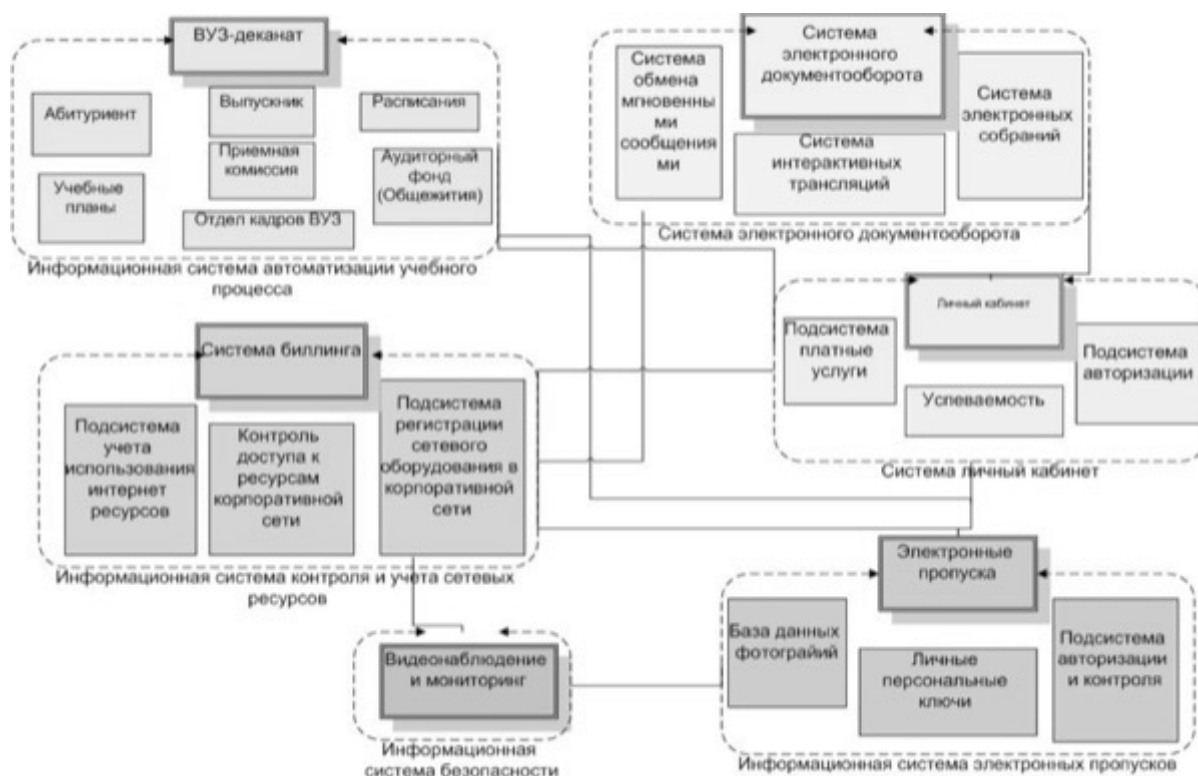 ВУЗ-деканат
Абитуриент
Выпускник
Расписания
Приемная
комиссия
Аудиторный
фонд
(Общежития)
Учебные
планы
Отдел кадров ВУЗ
Информационная система автоматизации учебного
процесса
Система
электронного
документооборота
Система
обмена
мгновенны
ми
сообщения
ми
Система
электронных
собраний
Система
интерактивных
трансляций
Система электронного документооборота
Личный кабинет
Подсистема
платные
услуги
Подсистема
авторизации
Успеваемость
Система личный кабинет
Система биллинга
Подсистема
учета
использования
интернет
ресурсов
Контроль
доступа к
ресурсам
корпоративной
сети
Подсистема
регистрации
сетевого
оборудования в
корпоративной
сети
Информационная система контроля и учета сетевых
ресурсов
Электронные
пропуска
База данных
фотограйий
Личные
персональные
ключи
Подсистема
авторизации
и контроля
Информационная система электронных пропусков
Видеонаблюдение
и мониторинг
Информационная
система безопасности